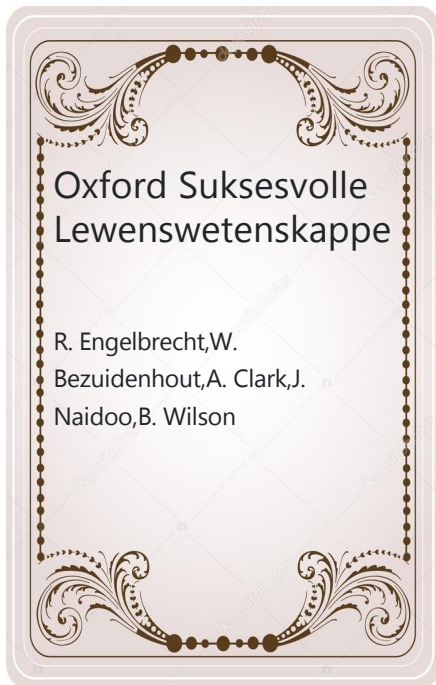 Oxford Suksesvolle
Lewenswetenskappe
R. Engelbrecht,W.
Bezuidenhout,A. Clark,J.
Naidoo,B. Wilson